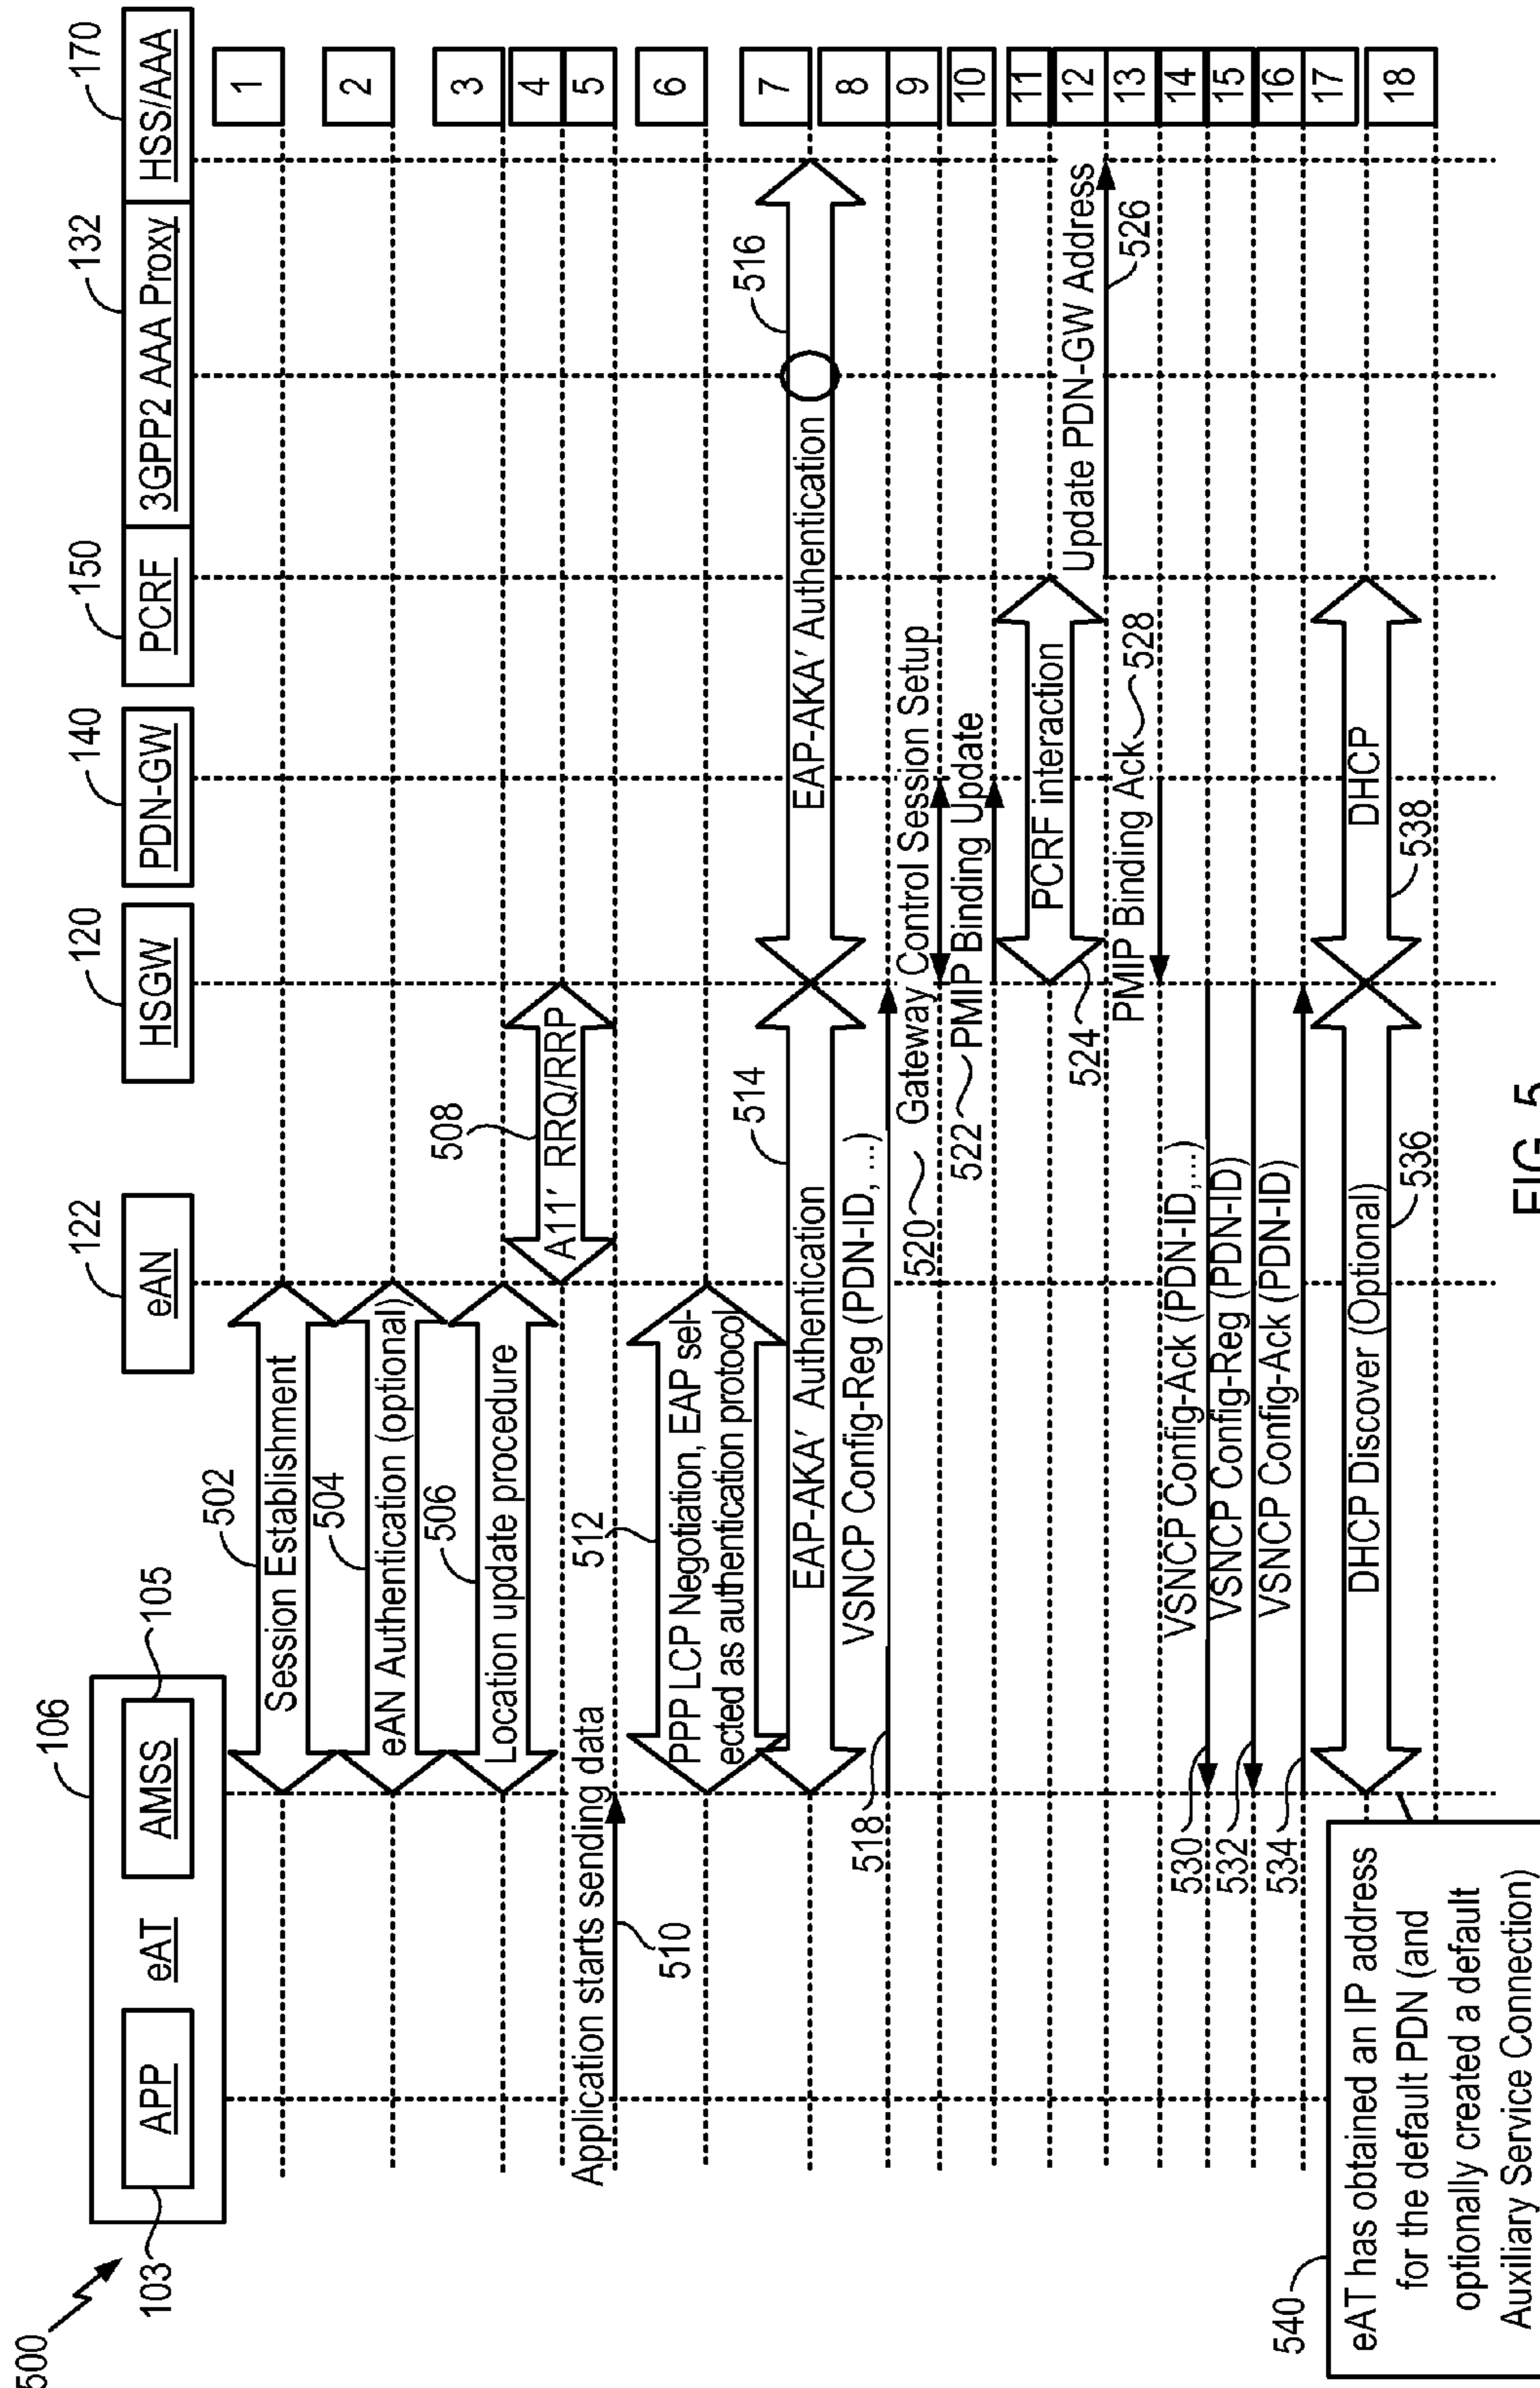 500
106
103
105
122
120
140
150
132
170
APP
eAT
AMSS
eAN
HSGW
PDN-GW
PCRF
3GPP2 AAA Proxy
HSS/AAA
502
Session Establishment
1
504
eAN Authentication (optional)
2
506
Location update procedure
3
508
A11′ RRQ/RRP
4
Application starts sending data
510
5
512
PPP LCP Negotiation, EAP sel-
ected as authentication protocol
6
514
EAP-AKA′ Authentication
EAP-AKA′ Authentication
516
7
VSNCP Config-Reg (PDN-ID, ...)
518
8
520
Gateway Control Session Setup
9
522
PMIP Binding Update
10
PCRF interaction
524
11
Update PDN-GW Address
526
12
PMIP Binding Ack
528
13
VSNCP Config-Ack (PDN-ID,...)
530
14
VSNCP Config-Reg (PDN-ID)
532
15
VSNCP Config-Ack (PDN-ID)
534
16
DHCP Discover (Optional)
536
DHCP
538
17
18
540
eAT has obtained an IP address
for the default PDN (and
optionally created a default
Auxiliary Service Connection)
FIG. 5